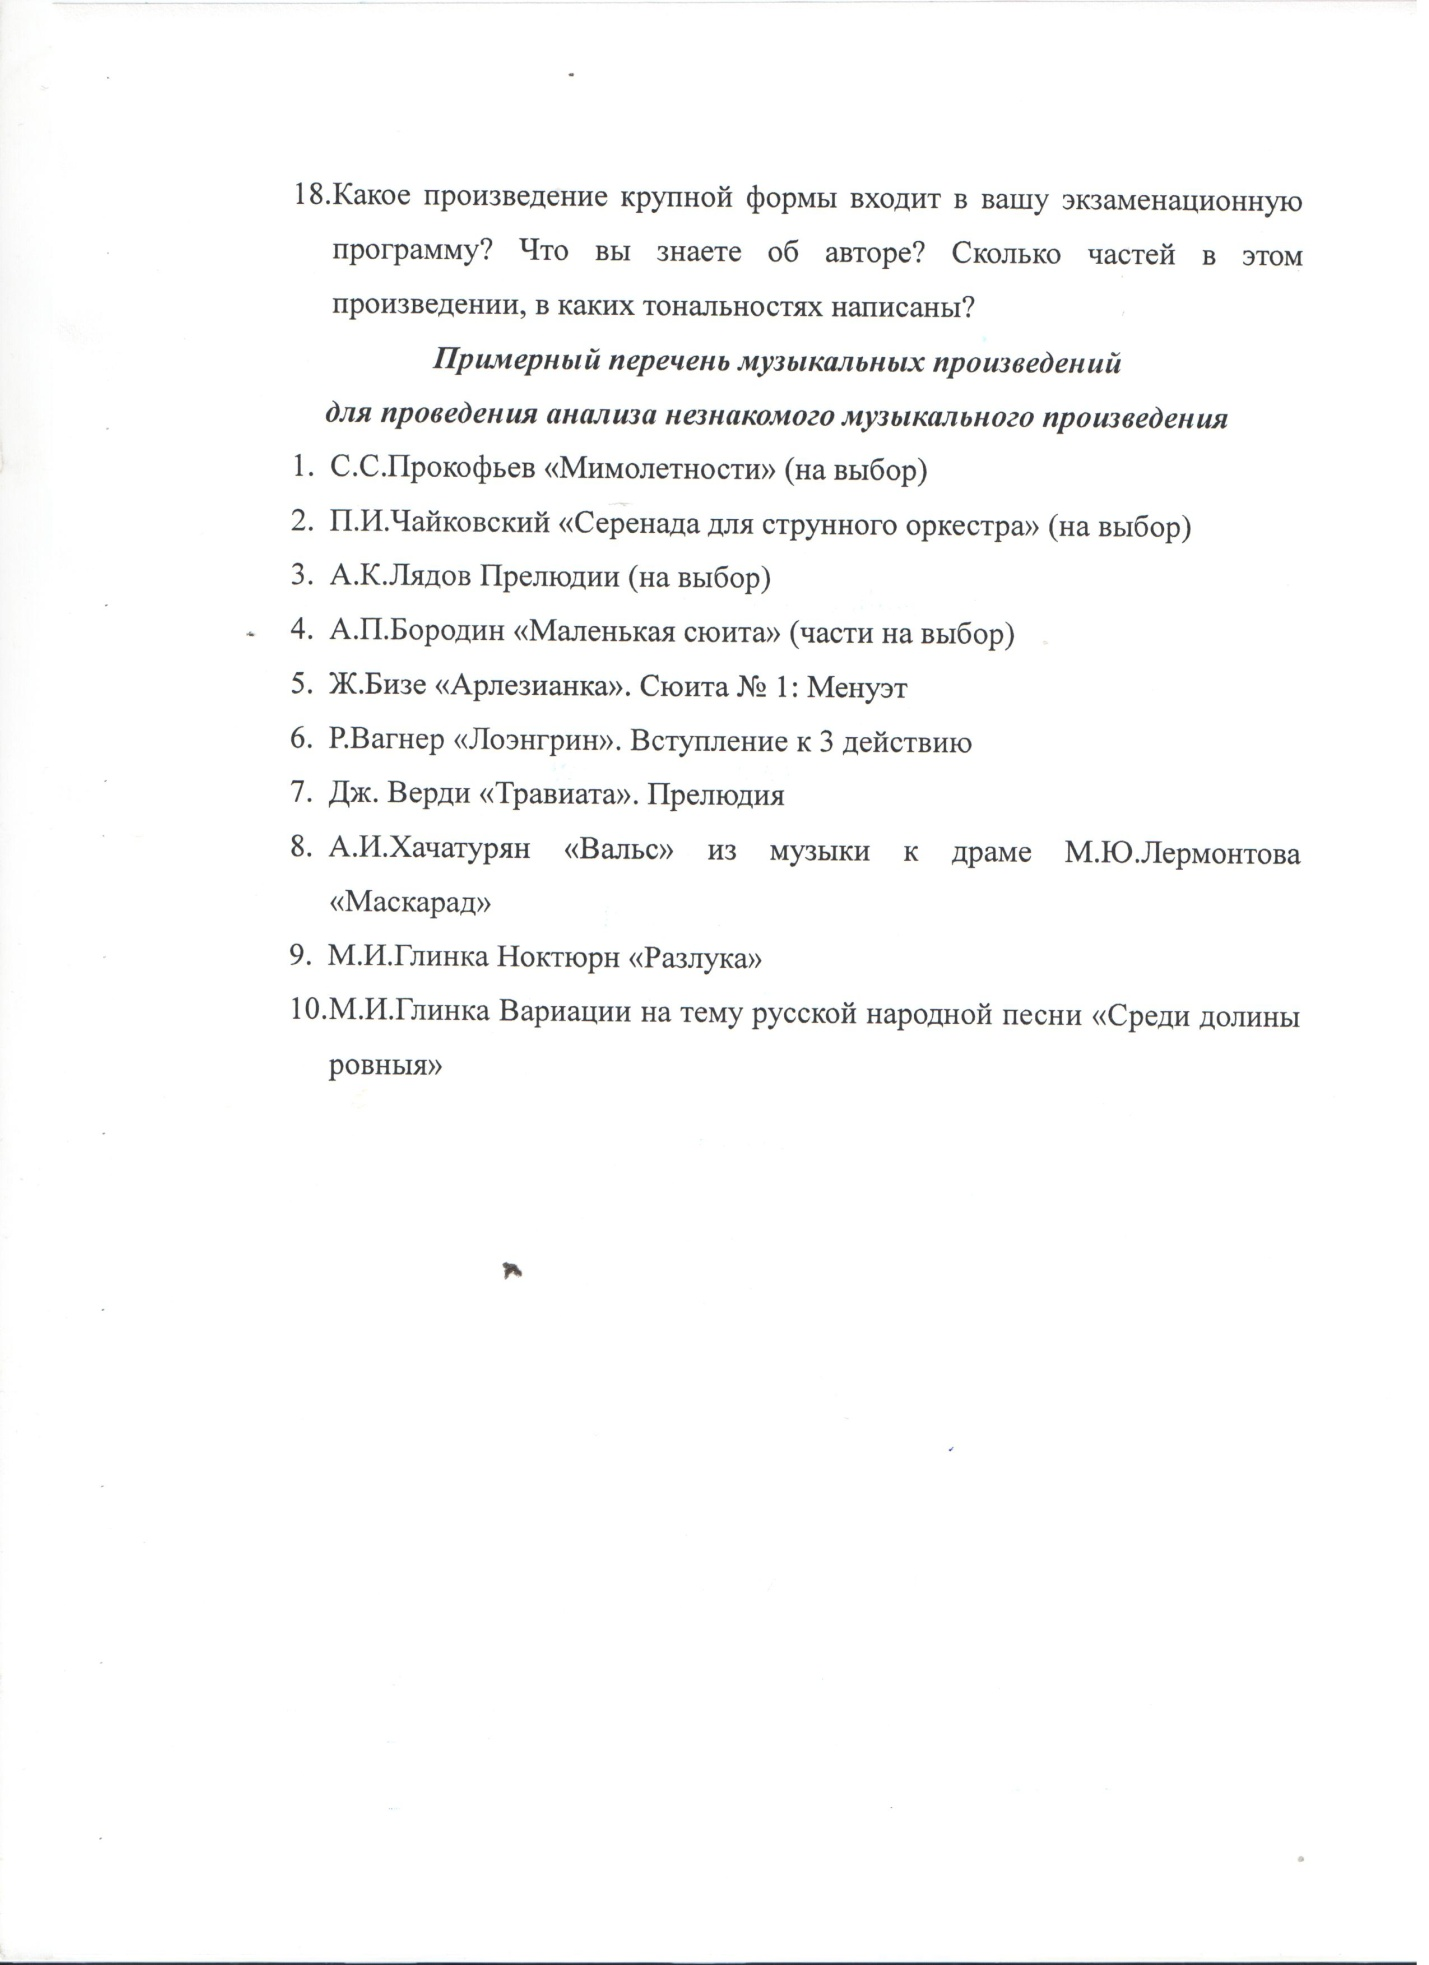 18.Какое произведение крупной формы входит в вашу экзаменационную
программу? Что вы знаете об авторе? Сколько частей в этом
произведении, в каких тональностях написаны?
Примерный перечень музыкальных произведений
для проведения анализа незнакомого музыкального произведения
1. С.С.Прокофьев «Мимолетности» (на выбор)
2. П.И.Чайковский «Серенада для струнного оркестра» (на выбор)
3. А.К.Лядов Прелюдии (на выбор)
4. А.П.Бородин «Маленькая сюита» (части на выбор)
5. Ж.Бизе «Арлезианка». Сюита № 1: Менуэт
6. Р.Вагнер «Лоэнгрин». Вступление к 3 действию
7. Дж. Верди «Травиата». Прелюдия
8. А.И.Хачатурян «Вальс» из музыки к драме М.Ю.Лермонтова
«Маскарад»
9. М.И.Глинка Ноктюрн «Разлука»
10.М.И.Глинка Вариации на тему русской народной песни «Среди долины
ровныя»